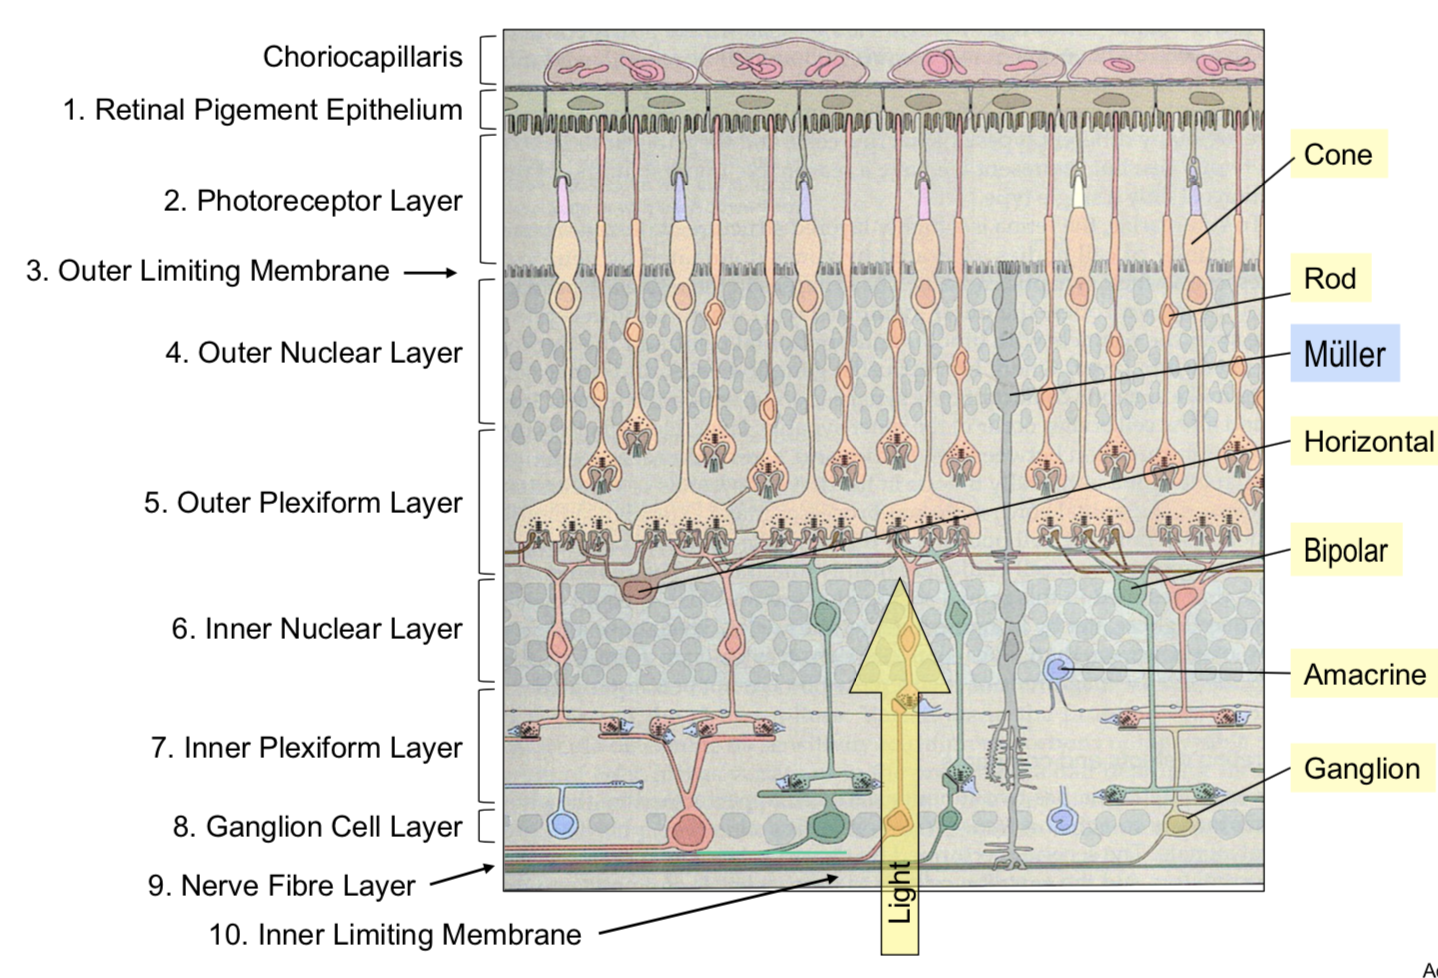 Choriocapillaris
1. Retinal Pigement Epithelium
2. Photoreceptor Layer
3. Outer Limiting Membrane
4. Outer Nuclear Layer
5. Outer Plexiform Layer
6. Inner Nuclear Layer
7. Inner Plexiform Layer
8. Ganglion Cell Layer
9. Nerve Fibre Layer
10. Inner Limiting Membrane
Light
Cone
Rod
Müller
Horizontal
Bipolar
Amacrine
Ganglion